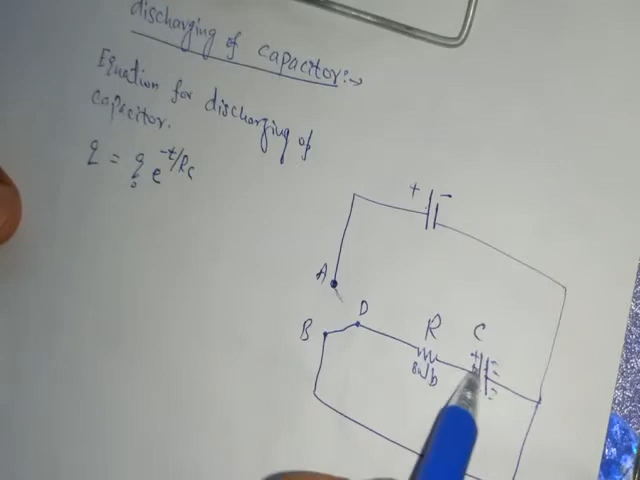 discharging of capacitor:→
Equation for discharging of
capacitor.
q = q₀ e^-t/RC
+ -
A
D
B
R
C